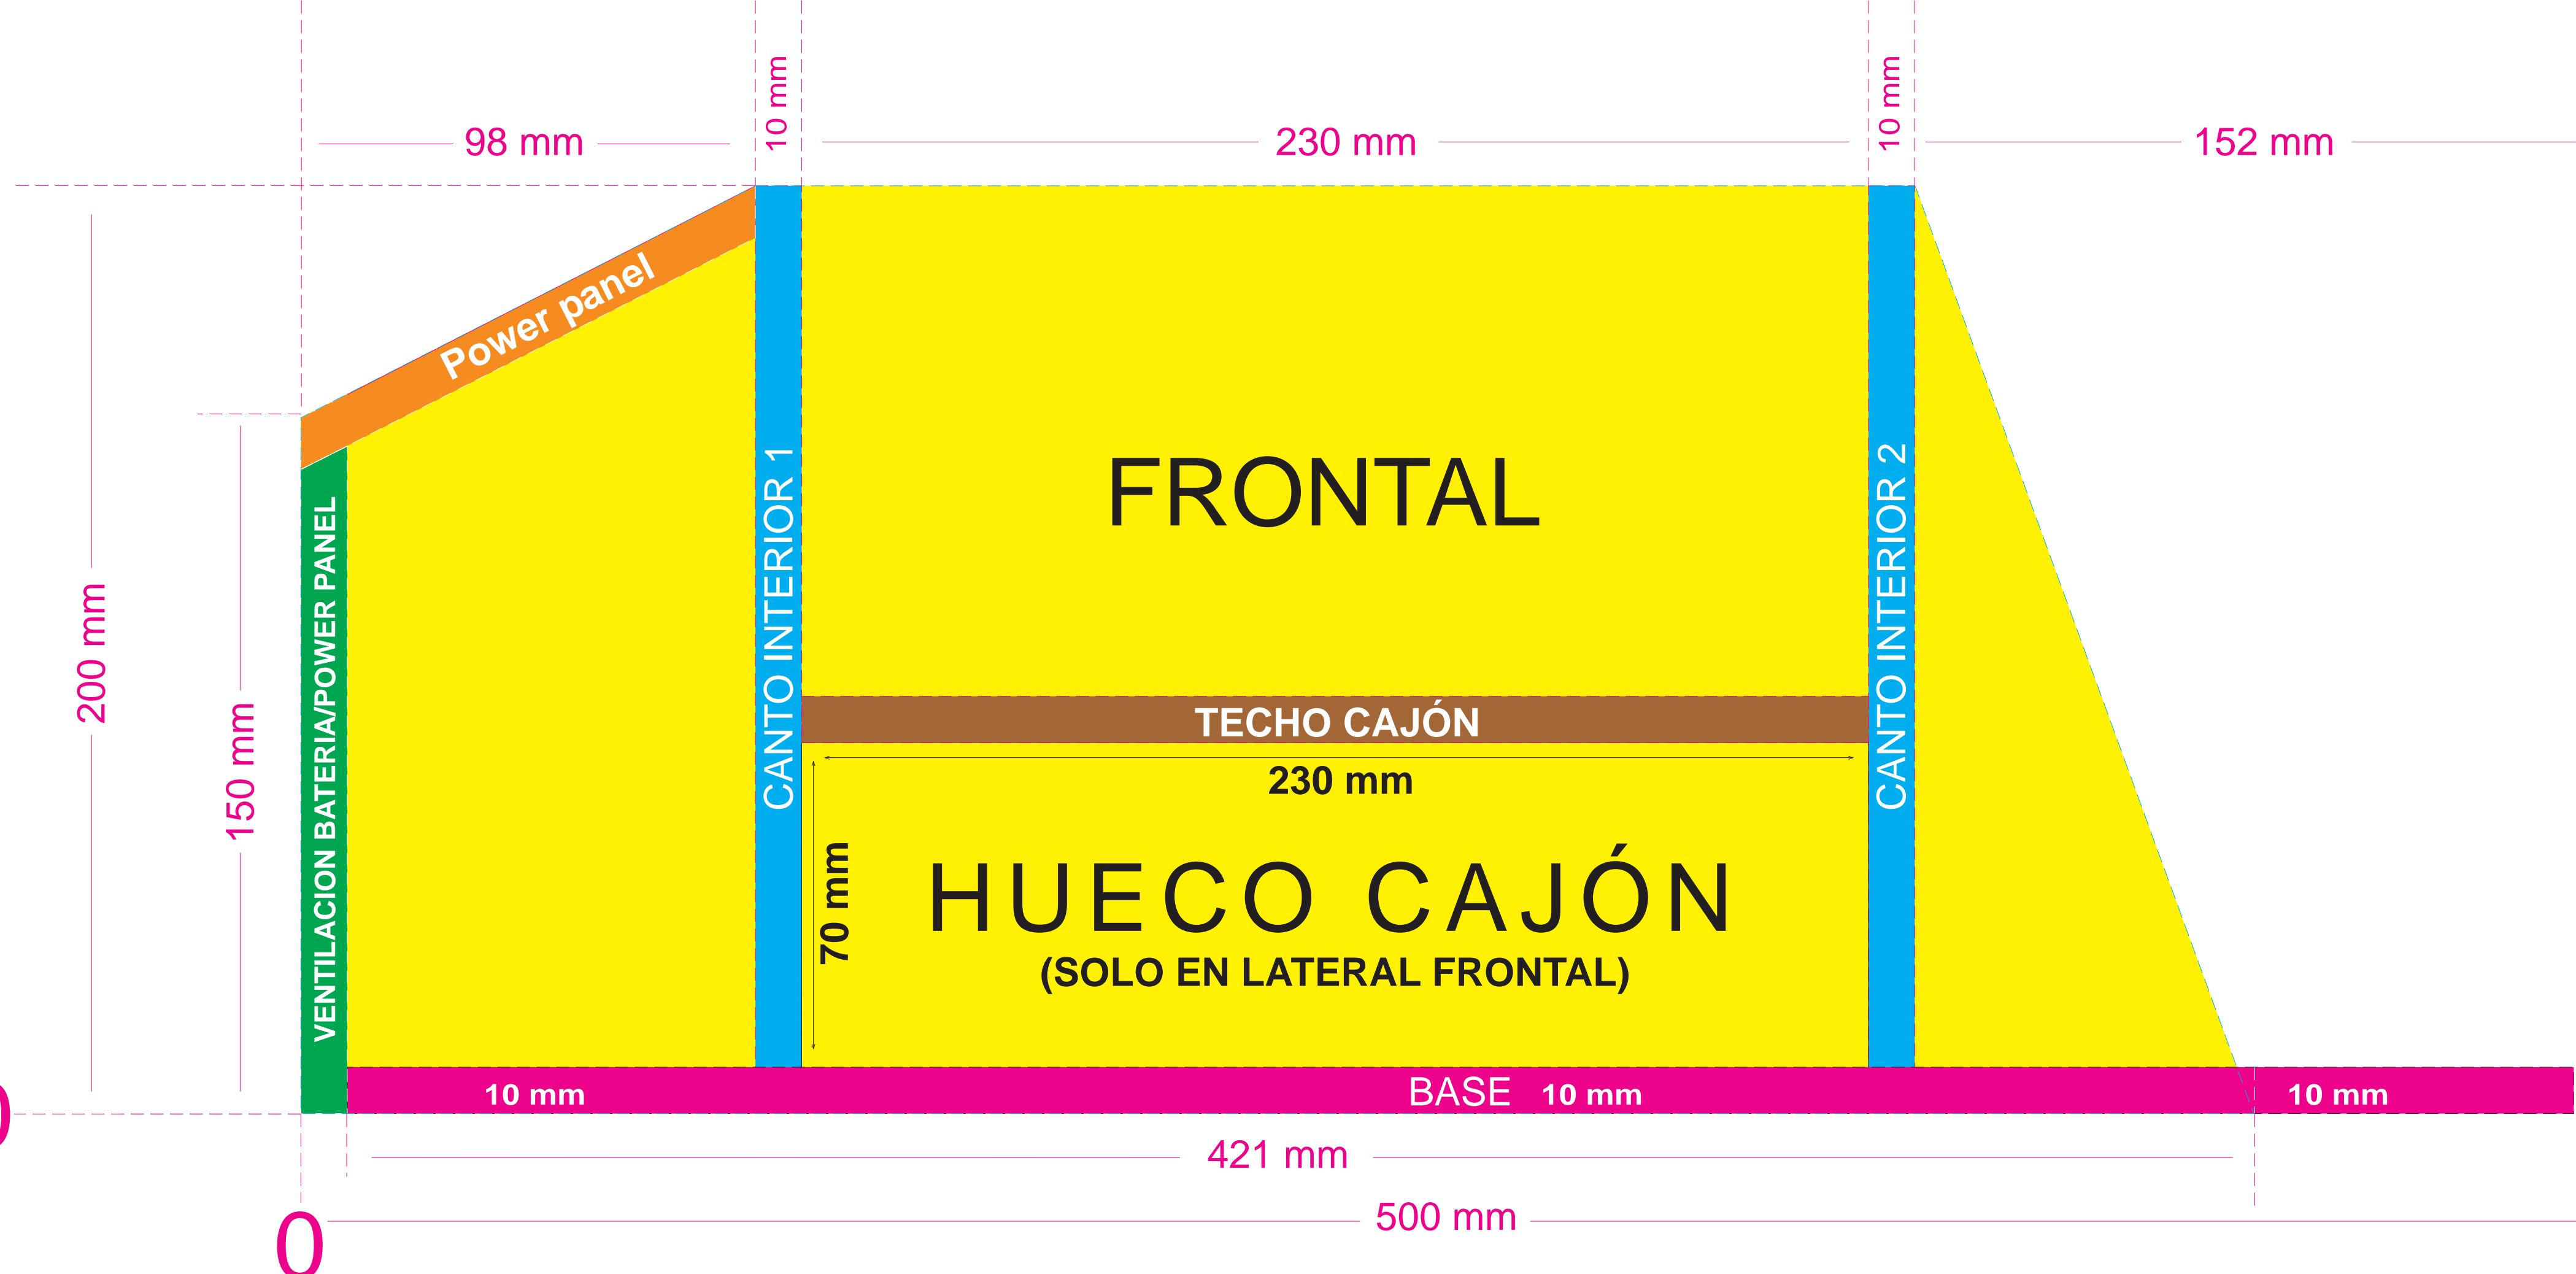 10 mm
10 mm
98 mm
230 mm
152 mm
Power panel
FRONTAL
CANTO INTERIOR 1
CANTO INTERIOR 2
VENTILACION BATERIA/POWER PANEL
200 mm
150 mm
TECHO CAJÓN
230 mm
70 mm
HUECO CAJÓN
(SOLO EN LATERAL FRONTAL)
10 mm
BASE 10 mm
10 mm
421 mm
500 mm
0